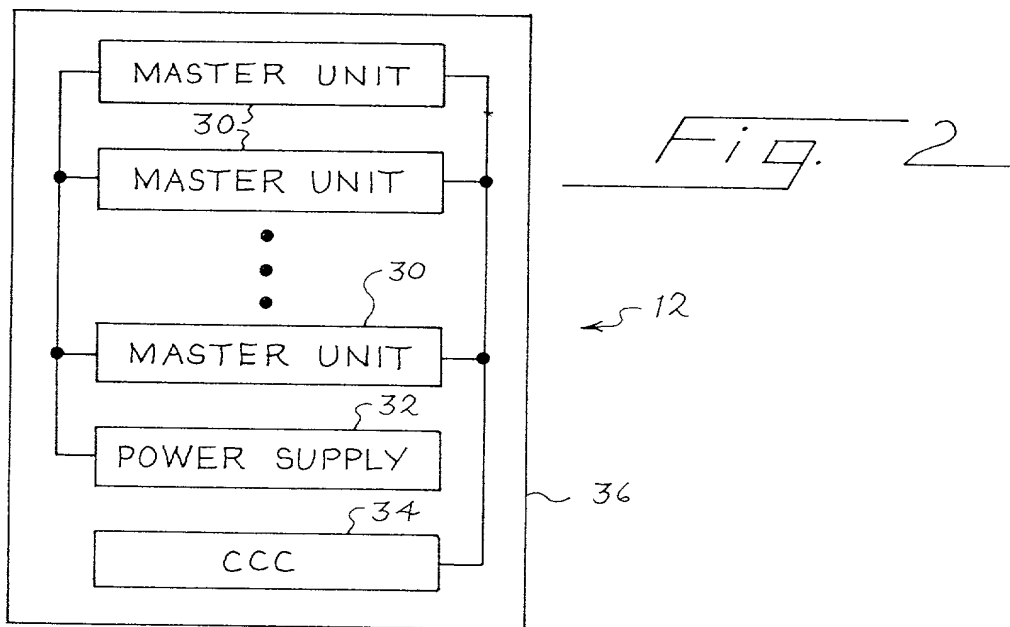 MASTER UNIT
30
MASTER UNIT
Fig. 2
30
12
MASTER UNIT
32
POWER SUPPLY
36
34
CCC